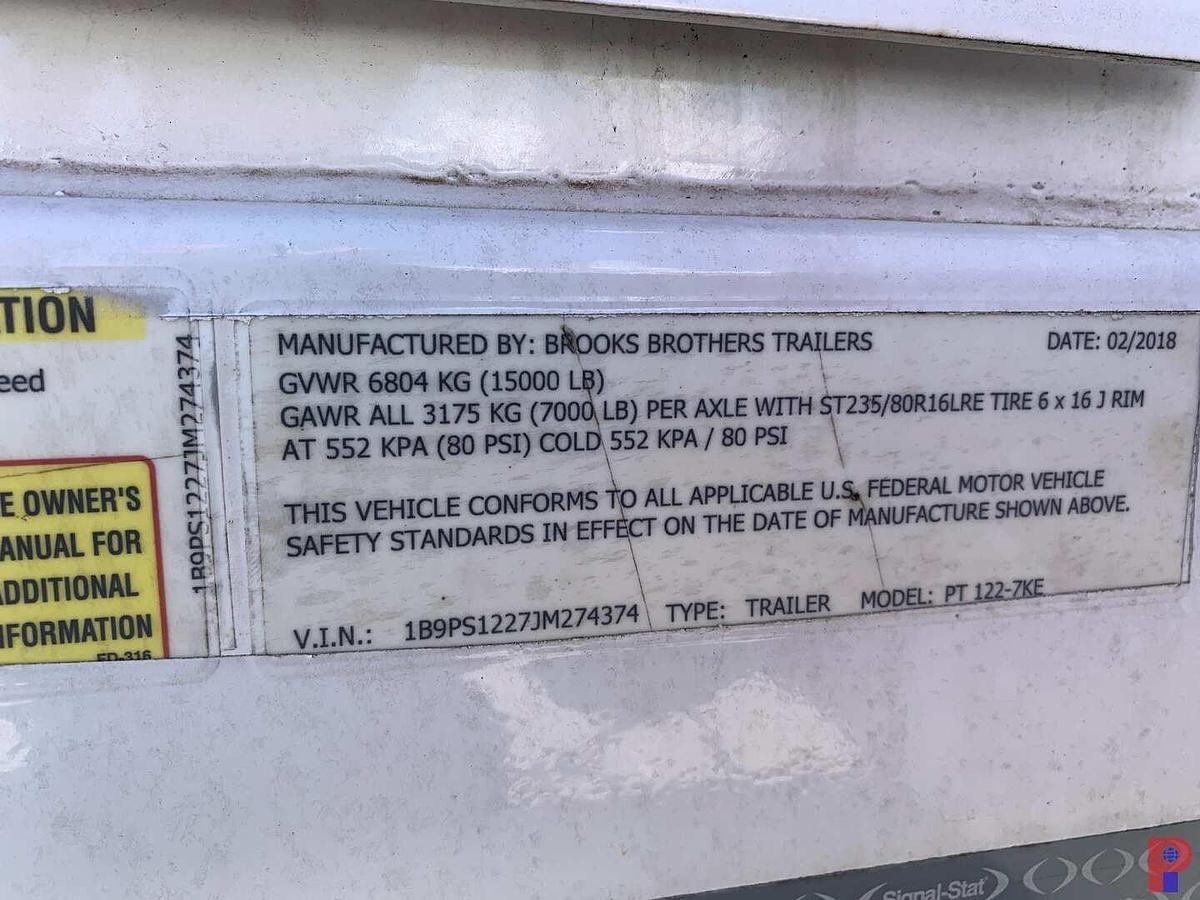 TION
eed
1B9PS1227JM274374
E OWNER'S
ANUAL FOR
ADDITIONAL
NFORMATION
ED-316
MANUFACTURED BY: BROOKS BROTHERS TRAILERS DATE: 02/2018
GVWR 6804 KG (15000 LB)
GAWR ALL 3175 KG (7000 LB) PER AXLE WITH ST235/80R16LRE TIRE 6 x 16 J RIM
AT 552 KPA (80 PSI) COLD 552 KPA / 80 PSI
THIS VEHICLE CONFORMS TO ALL APPLICABLE U.S. FEDERAL MOTOR VEHICLE
SAFETY STANDARDS IN EFFECT ON THE DATE OF MANUFACTURE SHOWN ABOVE.
V.I.N.: 1B9PS1227JM274374 TYPE: TRAILER MODEL: PT 122-7KE
Signal-Stat